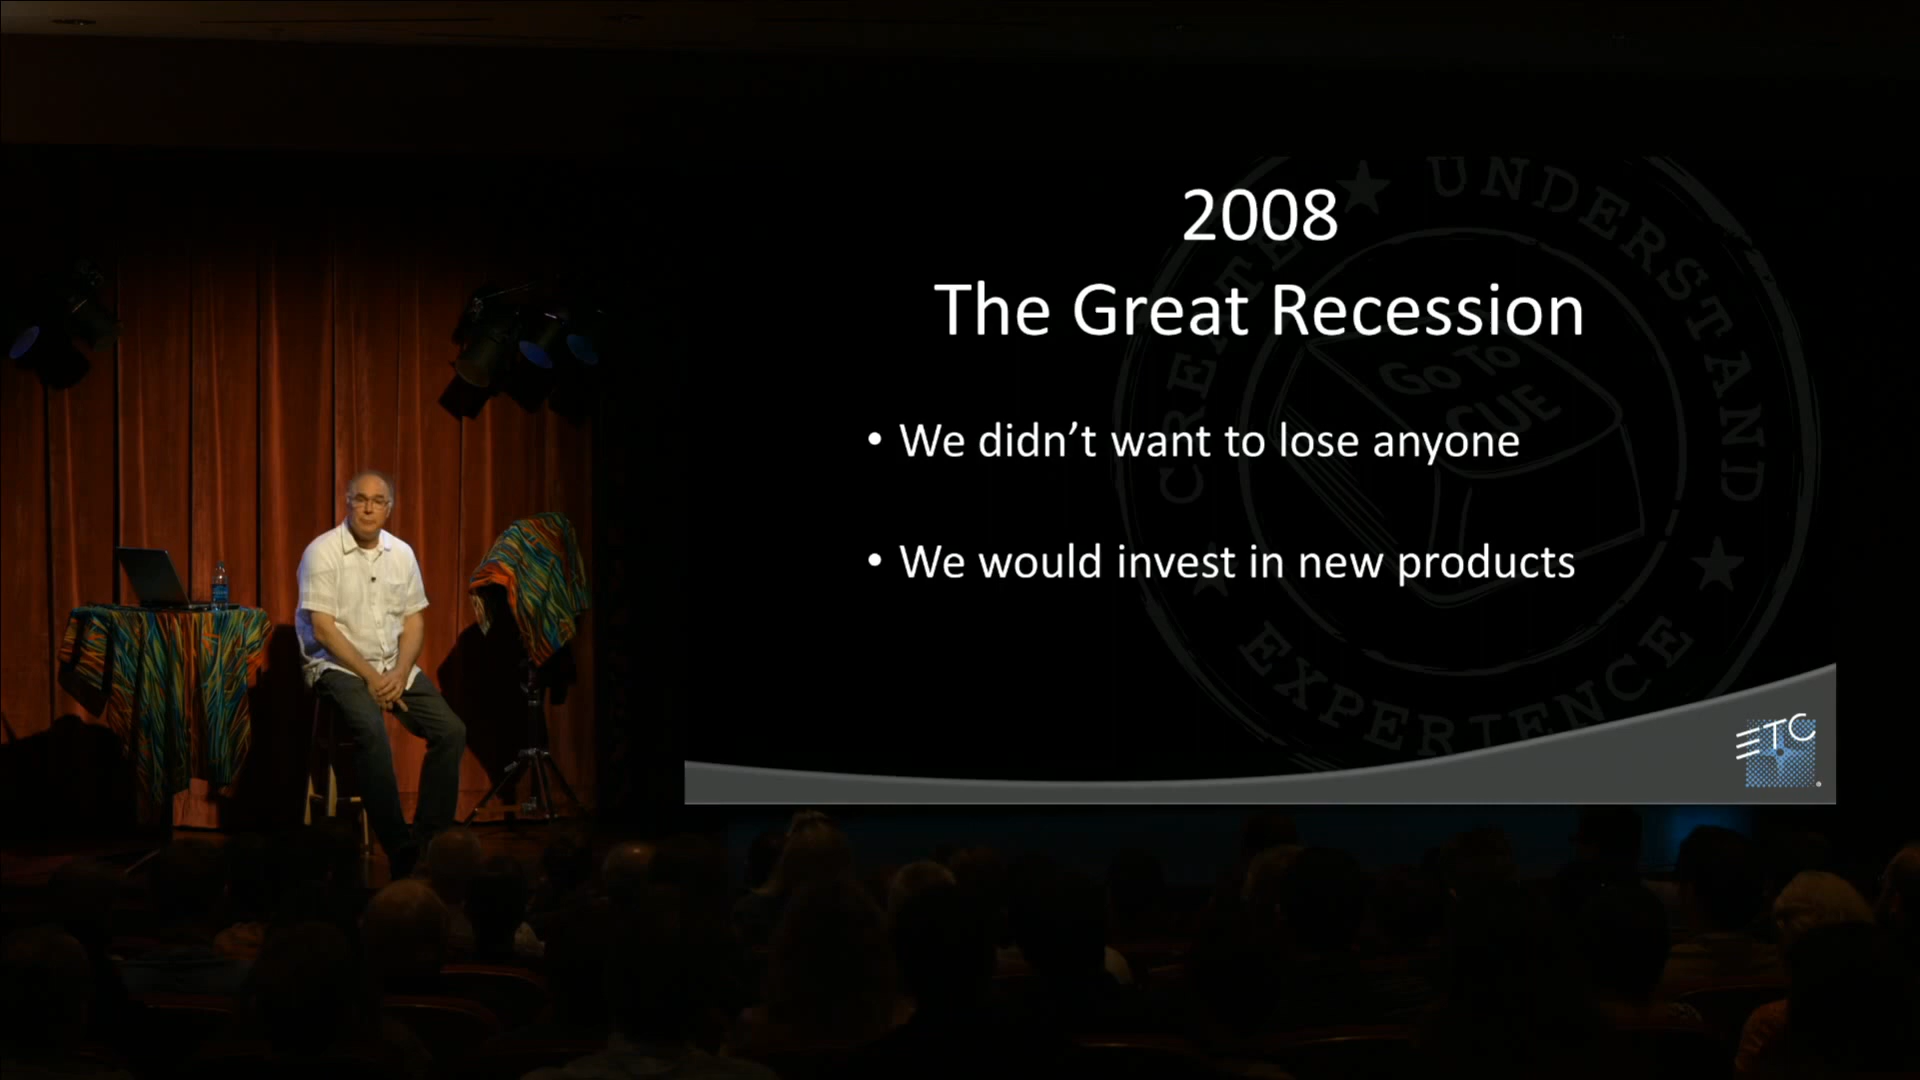 2008
The Great Recession
• We didn’t want to lose anyone
• We would invest in new products
CREATE ★ UNDERSTAND ★ EXPERIENCE ★
GO TO
CUE
ETC